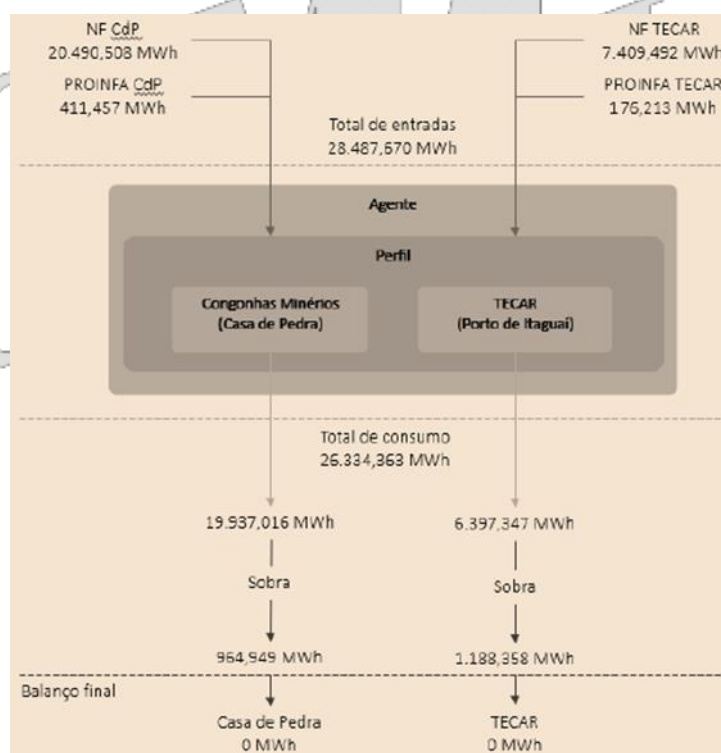 NF CdP
20.490,508 MWh
NF TECAR
7.409,492 MWh
PROINFA CdP
411,457 MWh
PROINFA TECAR
176,213 MWh
Total de entradas
28.487,670 MWh
Agente
Perfil
Congonhas Minérios
(Casa de Pedra)
TECAR
(Porto de Itaguaí)
Total de consumo
26.334,363 MWh
19.937,016 MWh
6.397,347 MWh
Sobra
Sobra
964,949 MWh
1.188,358 MWh
Balanço final
Casa de Pedra
0 MWh
TECAR
0 MWh